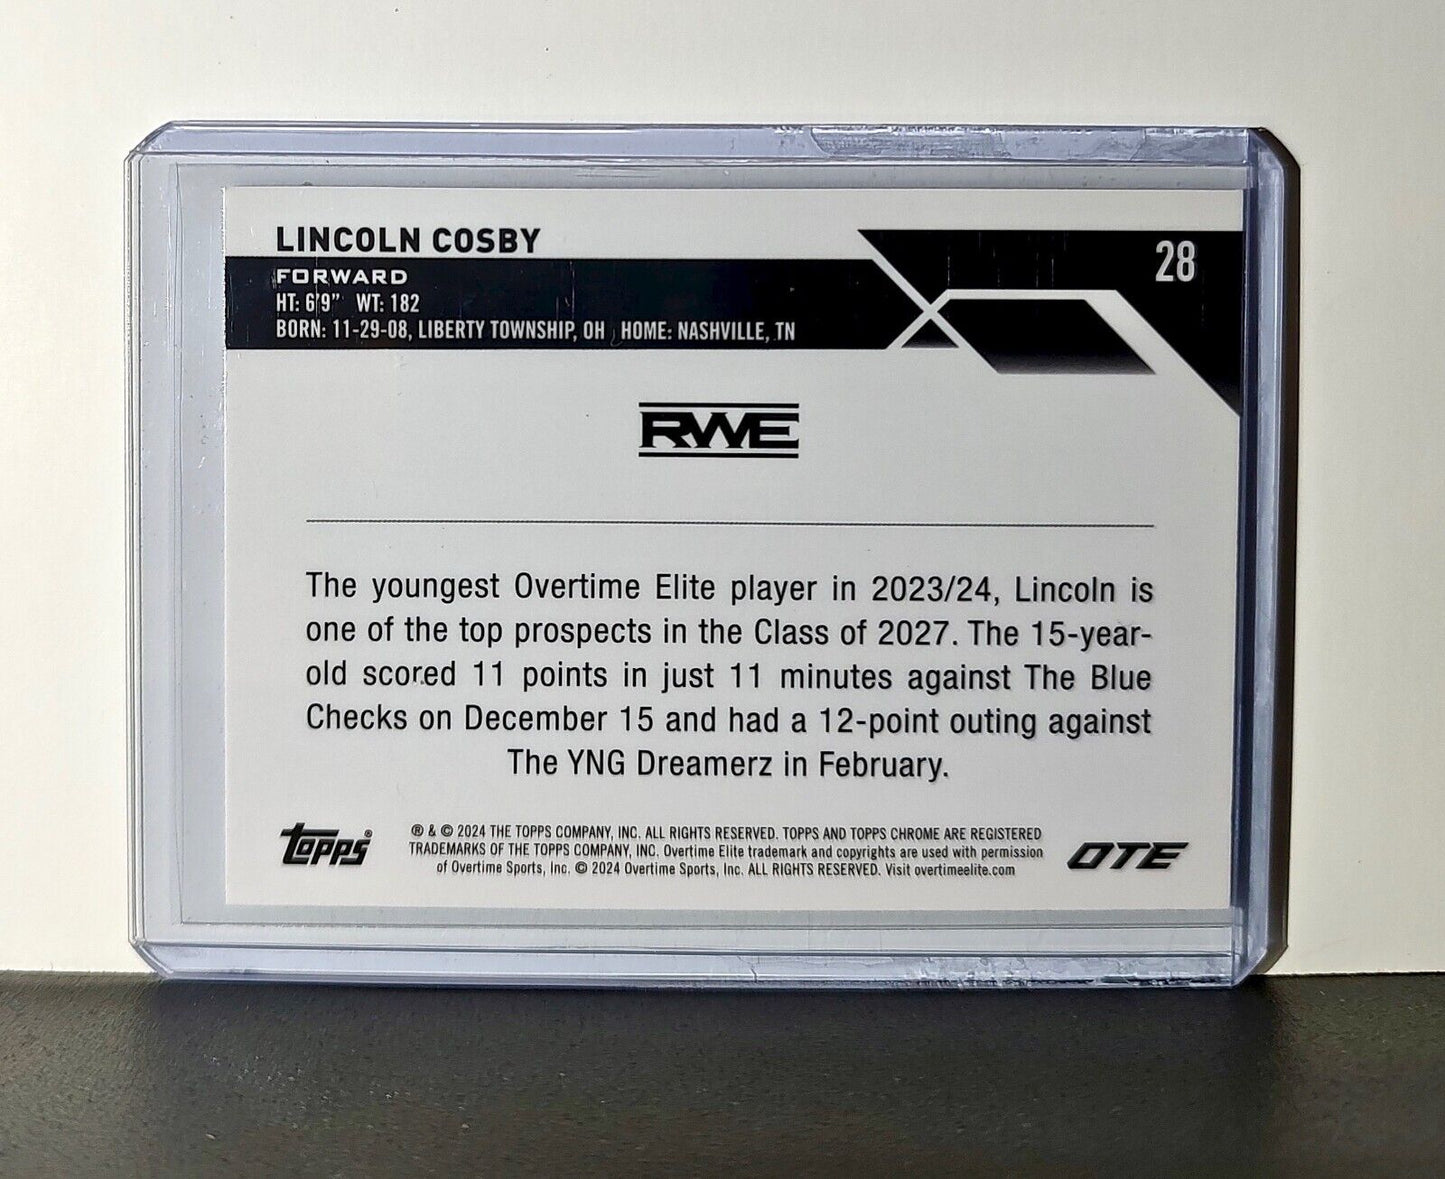 LINCOLN COSBY
28
FORWARD
HT: 6'9" WT: 182
BORN: 11-29-08, LIBERTY TOWNSHIP, OH HOME: NASHVILLE, TN
RWE
The youngest Overtime Elite player in 2023/24, Lincoln is
one of the top prospects in the Class of 2027. The 15-year-
old scored 11 points in just 11 minutes against The Blue
Checks on December 15 and had a 12-point outing against
The YNG Dreamerz in February.
Topps®
® & © 2024 THE TOPPS COMPANY, INC. ALL RIGHTS RESERVED. TOPPS AND TOPPS CHROME ARE REGISTERED
TRADEMARKS OF THE TOPPS COMPANY, INC. Overtime Elite trademark and copyrights are used with permission
of Overtime Sports, Inc. © 2024 Overtime Sports, Inc. ALL RIGHTS RESERVED. Visit overtimeelite.com
OTE